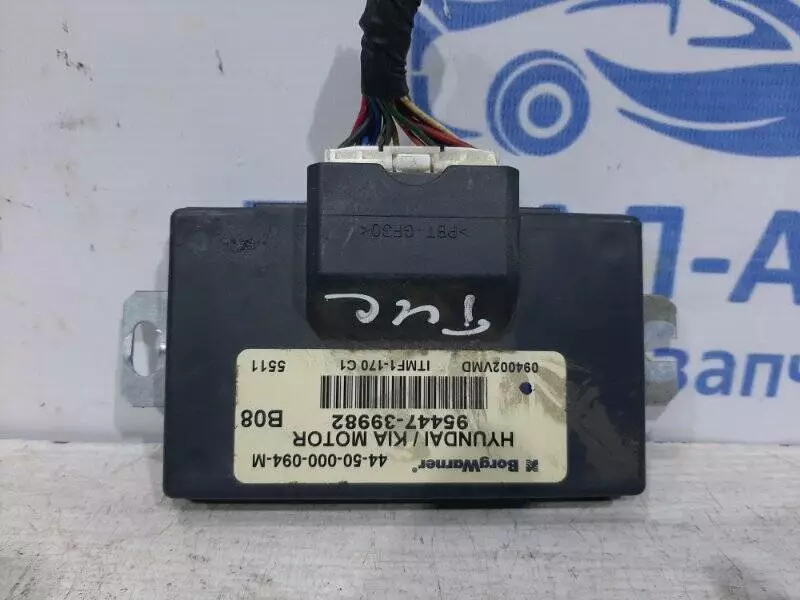 >PBT-GF30<
Tuc
BorgWarner
44-50-000-094-M
HYUNDAI / KIA MOTOR
95447-39982 B08
094002VMD ITMF1-170 C1 5511
Л-А
запч